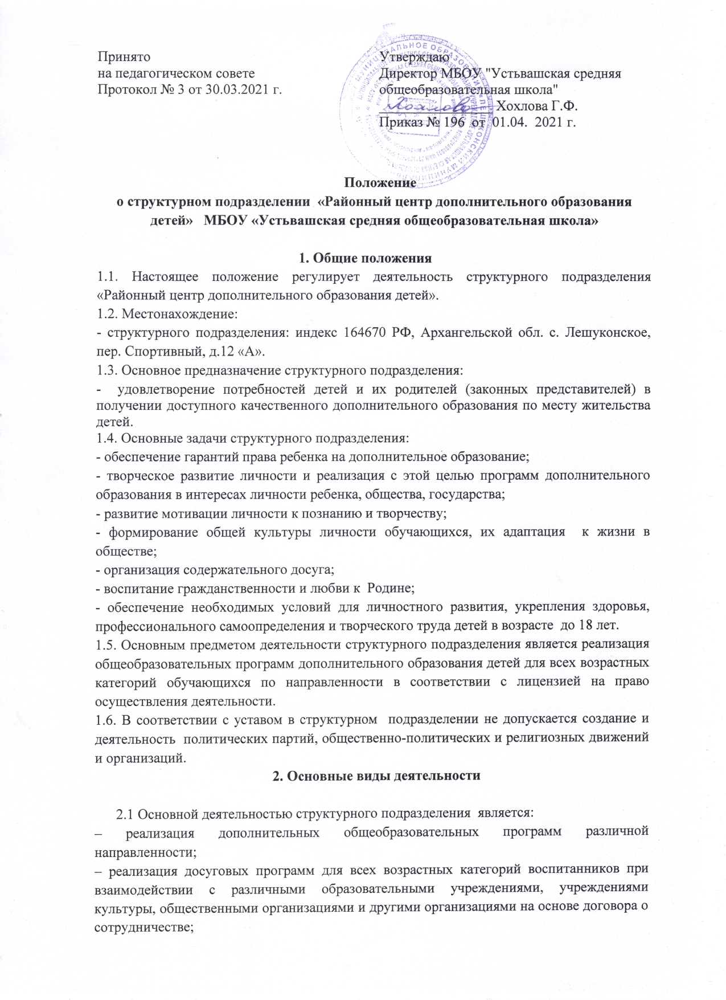 Принято
на педагогическом совете
Протокол № 3 от 30.03.2021 г.
Утверждаю
Директор МБОУ "Устьвашская средняя
общеобразовательная школа"
Хохлова Г.Ф.
Приказ № 196 от 01.04. 2021 г.
Положение
о структурном подразделении «Районный центр дополнительного образования
детей» МБОУ «Устьвашская средняя общеобразовательная школа»
1. Общие положения
1.1. Настоящее положение регулирует деятельность структурного подразделения
«Районный центр дополнительного образования детей».
1.2. Местонахождение:
- структурного подразделения: индекс 164670 РФ, Архангельской обл. с. Лешуконское,
пер. Спортивный, д.12 «А».
1.3. Основное предназначение структурного подразделения:
- удовлетворение потребностей детей и их родителей (законных представителей) в
получении доступного качественного дополнительного образования по месту жительства
детей.
1.4. Основные задачи структурного подразделения:
- обеспечение гарантий права ребенка на дополнительное образование;
- творческое развитие личности и реализация с этой целью программ дополнительного
образования в интересах личности ребенка, общества, государства;
- развитие мотивации личности к познанию и творчеству;
- формирование общей культуры личности обучающихся, их адаптация к жизни в
обществе;
- организация содержательного досуга;
- воспитание гражданственности и любви к Родине;
- обеспечение необходимых условий для личностного развития, укрепления здоровья,
профессионального самоопределения и творческого труда детей в возрасте до 18 лет.
1.5. Основным предметом деятельности структурного подразделения является реализация
общеобразовательных программ дополнительного образования детей для всех возрастных
категорий обучающихся по направленности в соответствии с лицензией на право
осуществления деятельности.
1.6. В соответствии с уставом в структурном подразделении не допускается создание и
деятельность политических партий, общественно-политических и религиозных движений
и организаций.
2. Основные виды деятельности
2.1 Основной деятельностью структурного подразделения является:
– реализация дополнительных общеобразовательных программ различной
направленности;
– реализация досуговых программ для всех возрастных категорий воспитанников при
взаимодействии с различными образовательными учреждениями, учреждениями
культуры, общественными организациями и другими организациями на основе договора о
сотрудничестве;